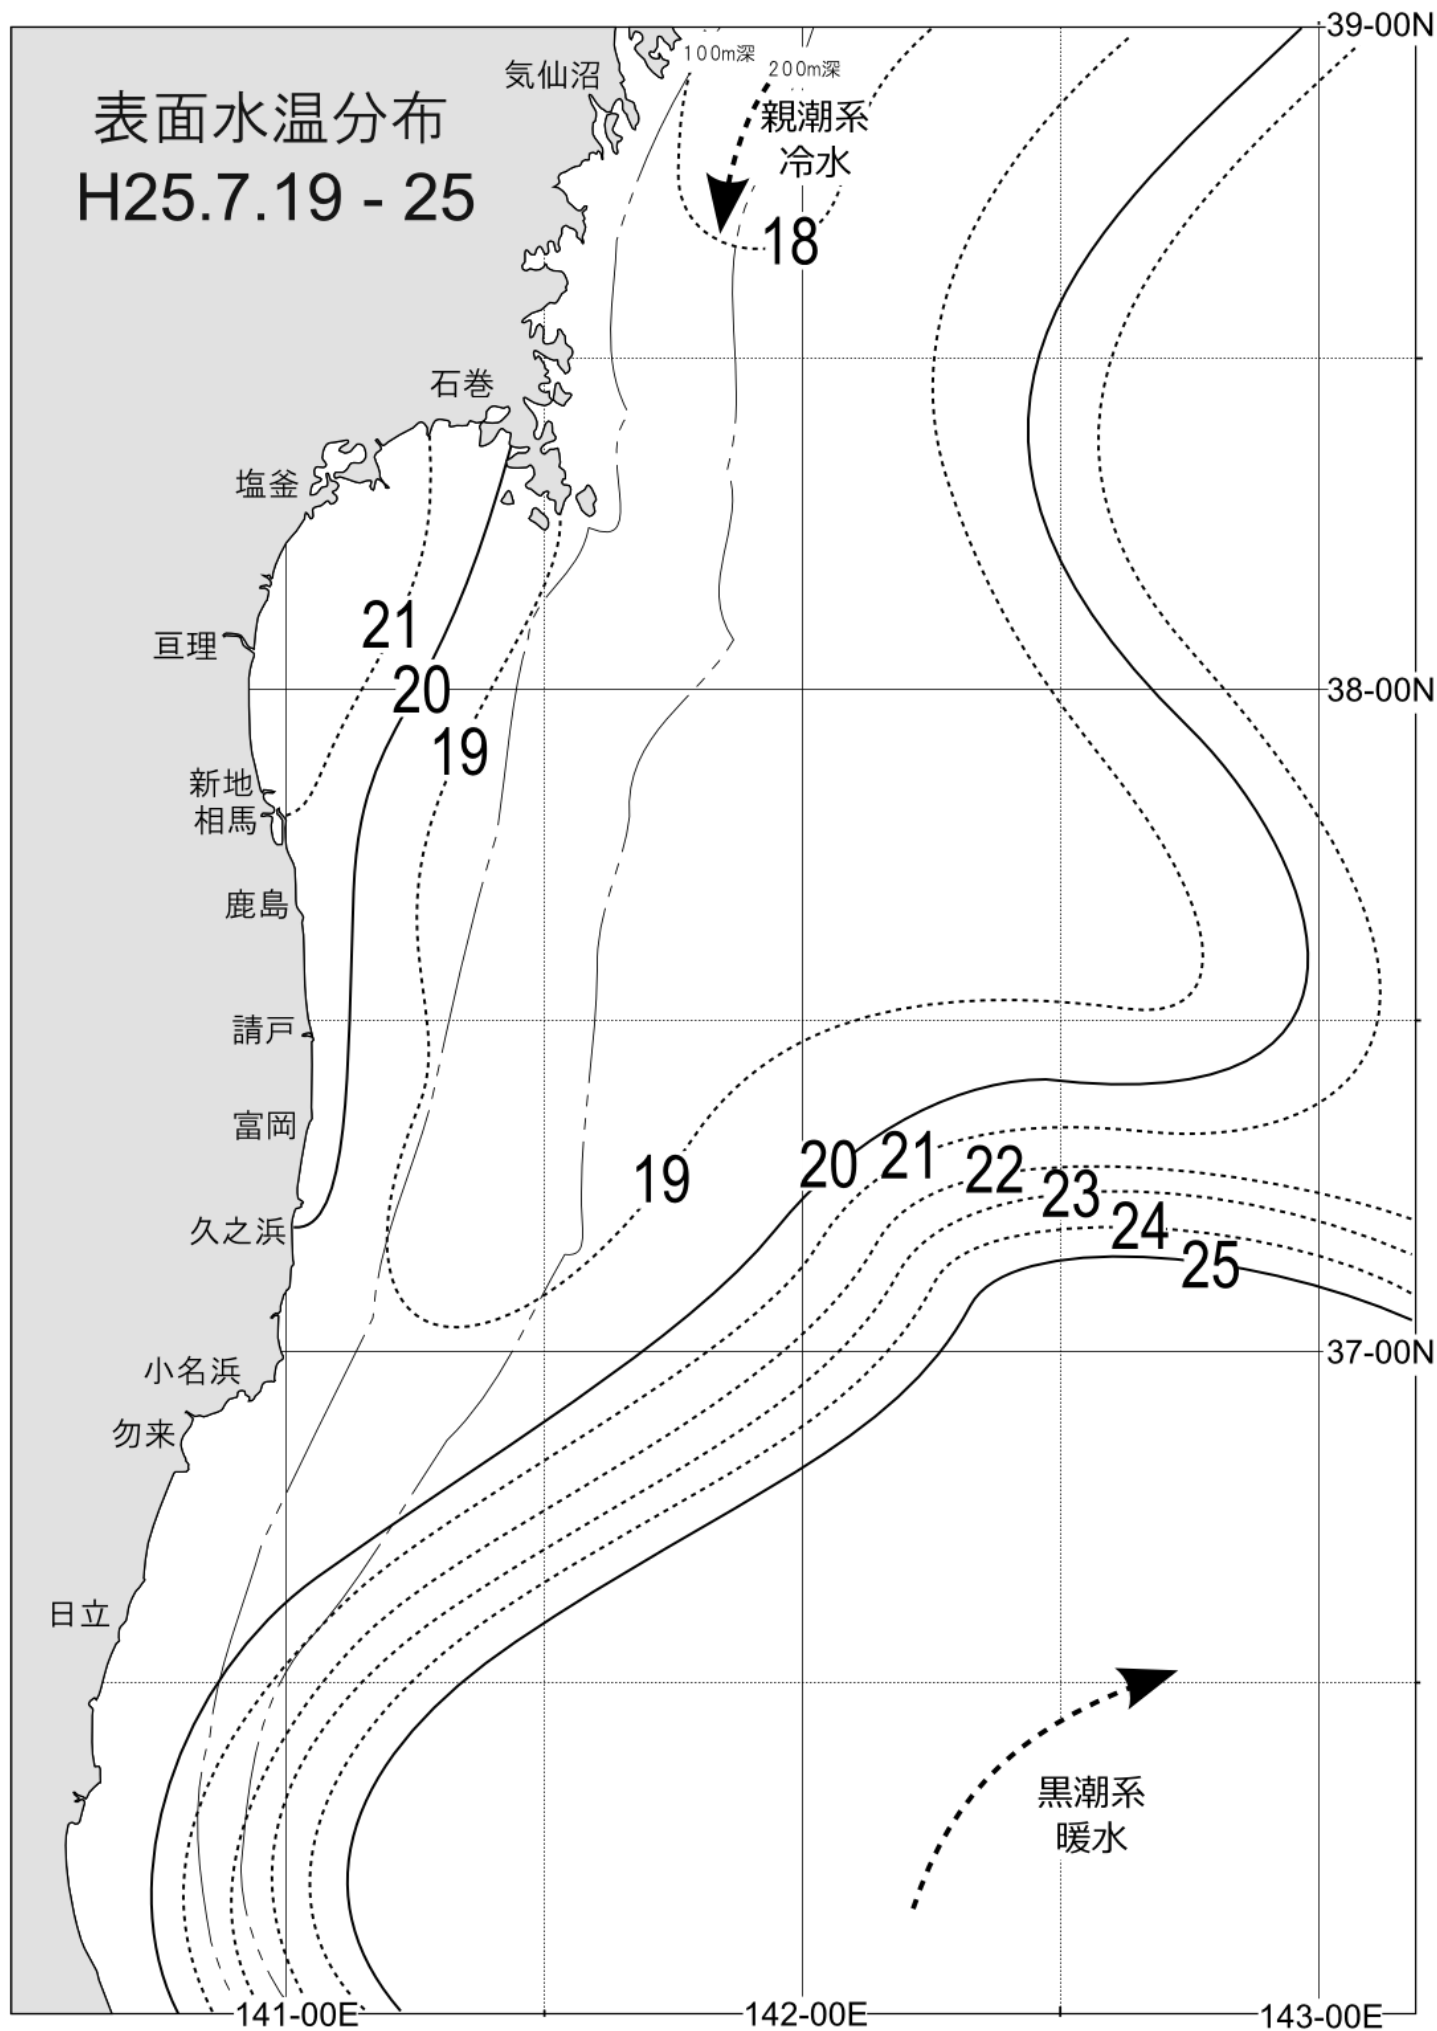 39-00N
100m深
200m深
気仙沼
表面水温分布
H25.7.19 - 25
親潮系
冷水
18
石巻
塩釜
21
亘理
20
38-00N
19
新地
相馬
鹿島
請戸
富岡
19
20
21
22
23
24
25
久之浜
37-00N
小名浜
勿来
日立
黒潮系
暖水
141-00E
142-00E
143-00E